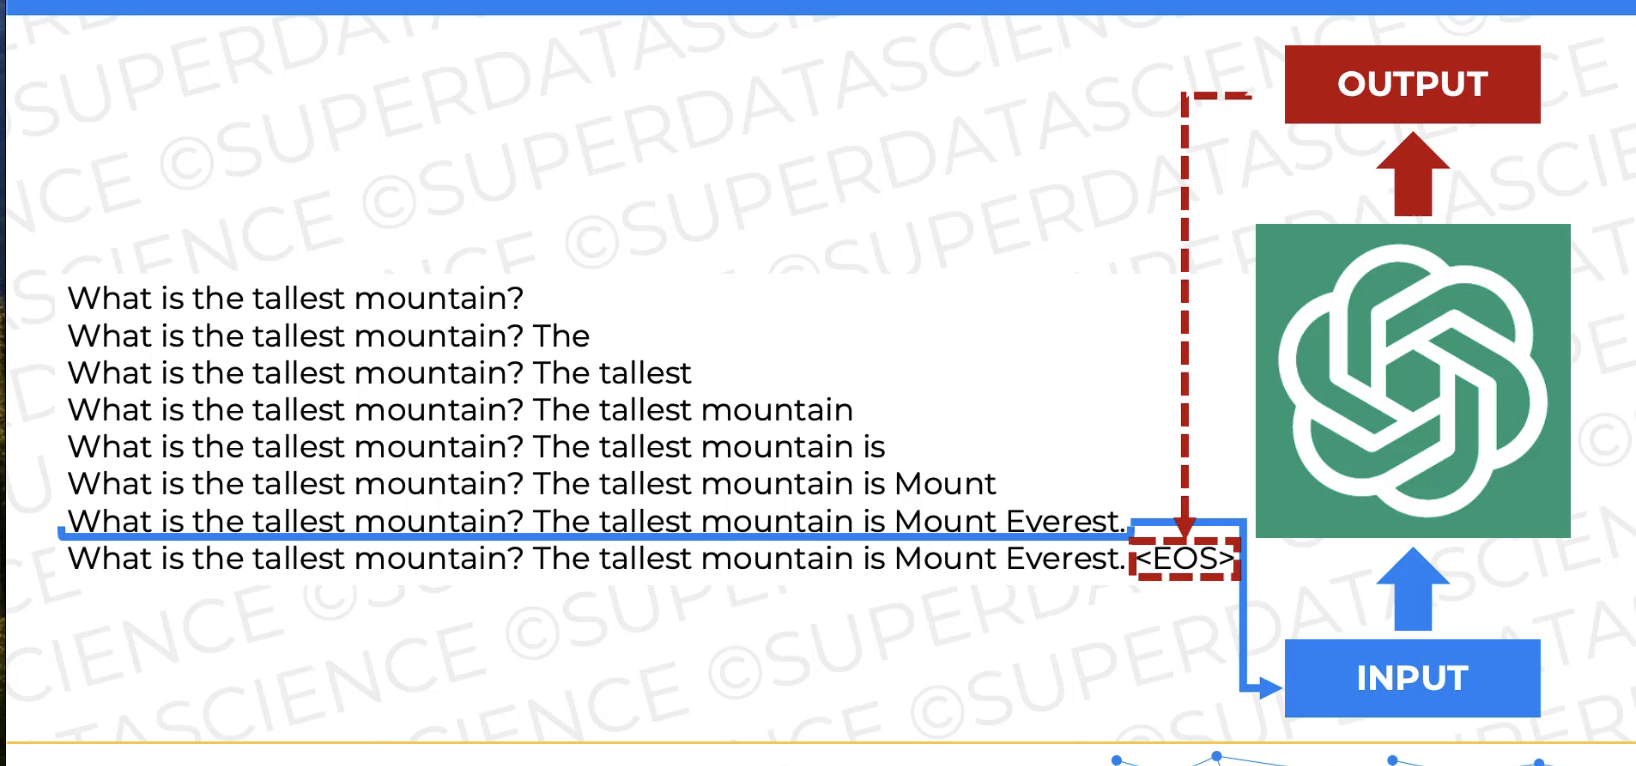 OUTPUT
What is the tallest mountain?
What is the tallest mountain? The
What is the tallest mountain? The tallest
What is the tallest mountain? The tallest mountain
What is the tallest mountain? The tallest mountain is
What is the tallest mountain? The tallest mountain is Mount
What is the tallest mountain? The tallest mountain is Mount Everest.
What is the tallest mountain? The tallest mountain is Mount Everest. <EOS>
INPUT
©SUPERDATASCIENCE